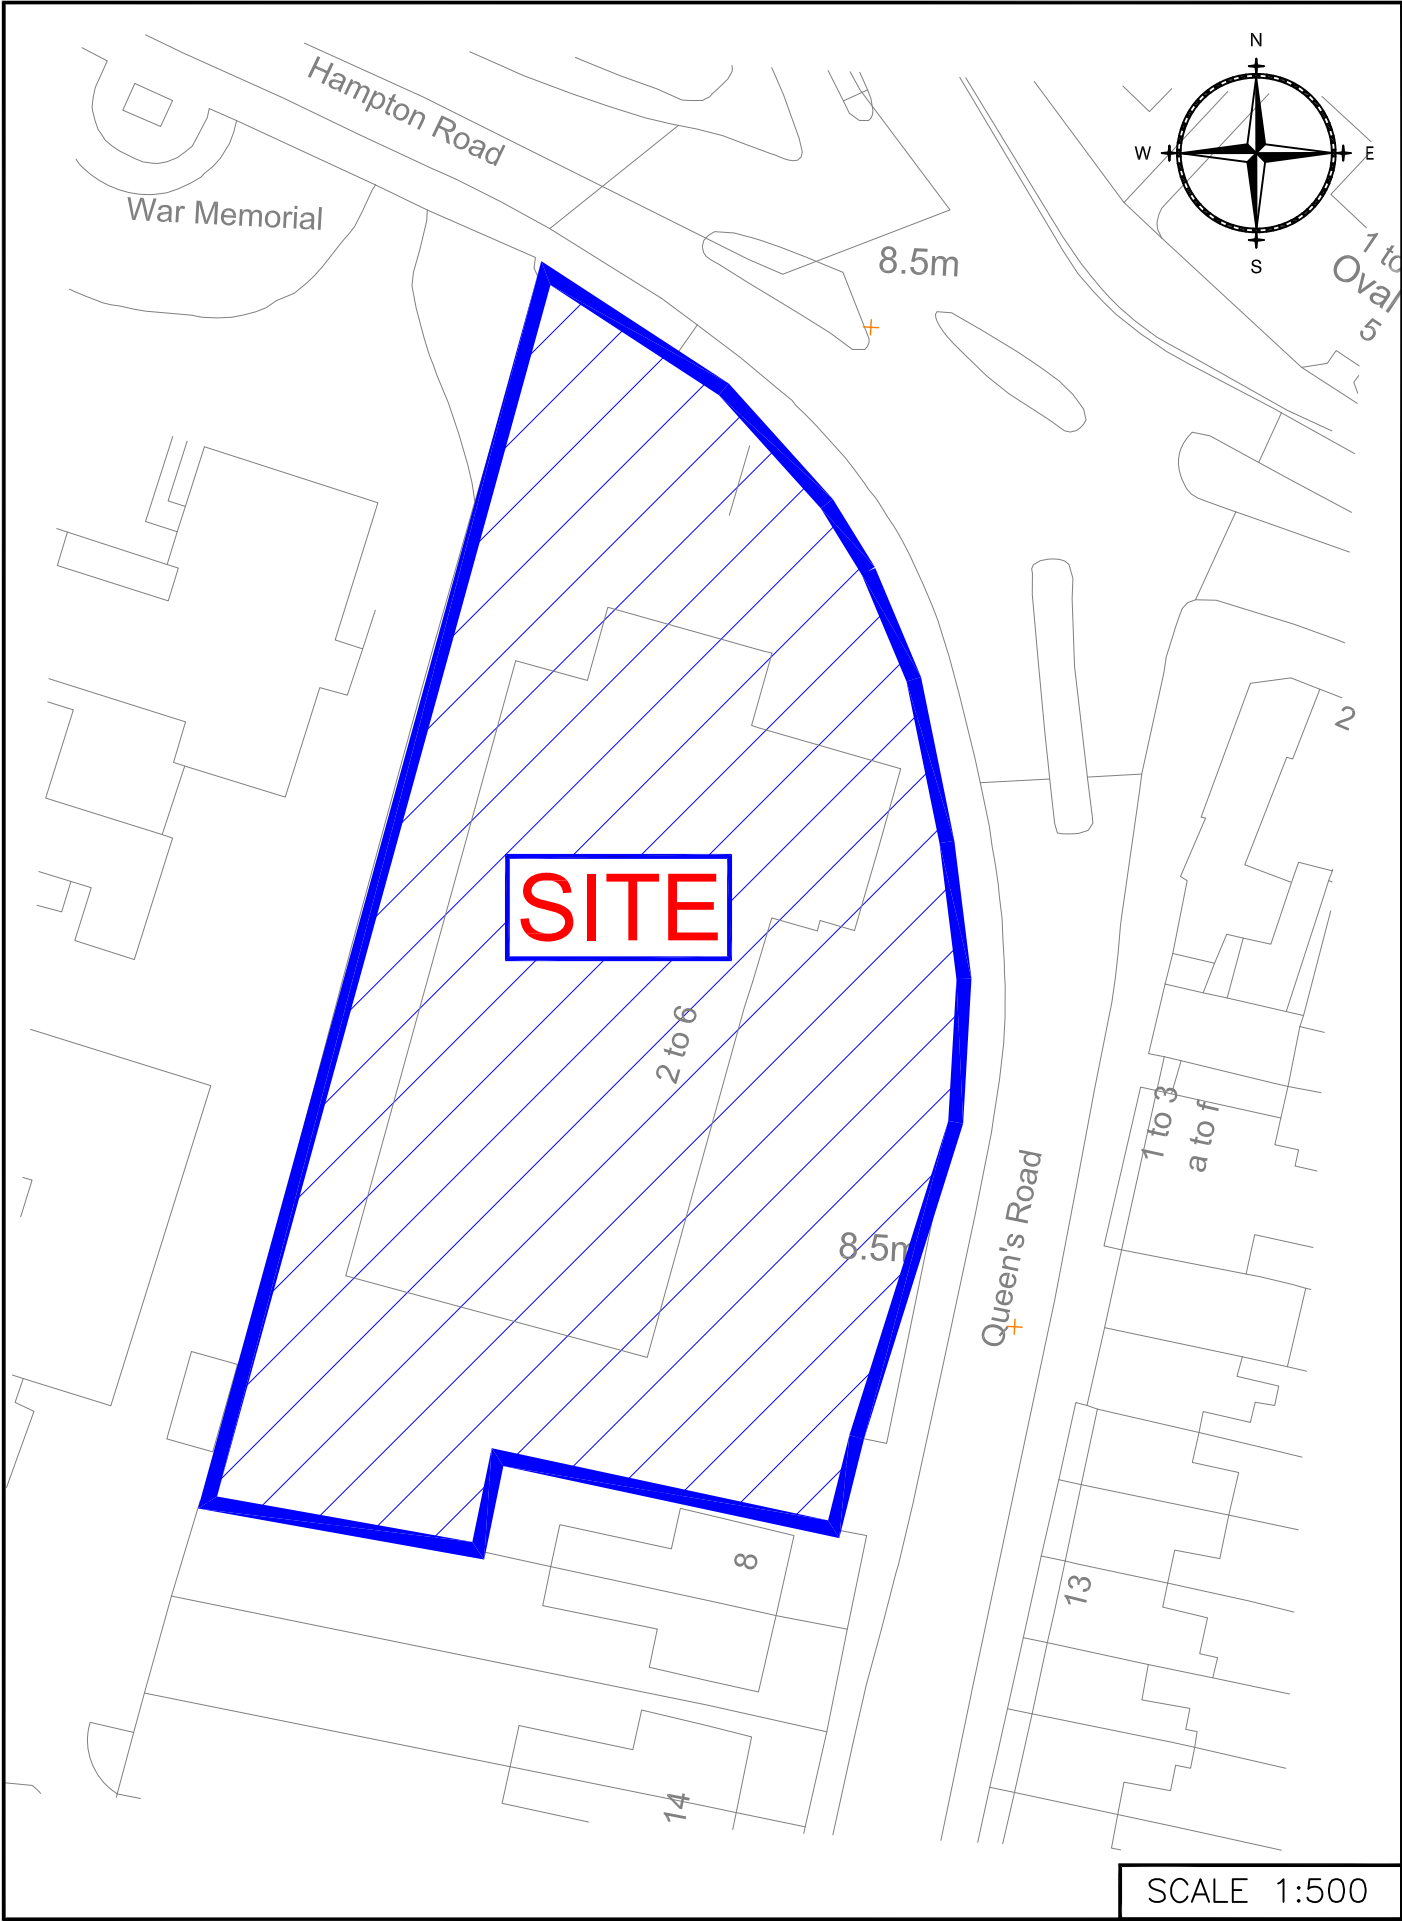 N
W
E
S
Hampton Road
War Memorial
8.5m
1 to
Oval
5
2
SITE
2 to 6
1 to 3
a to f
Queen's Road
8.5m
8
13
14
SCALE 1:500